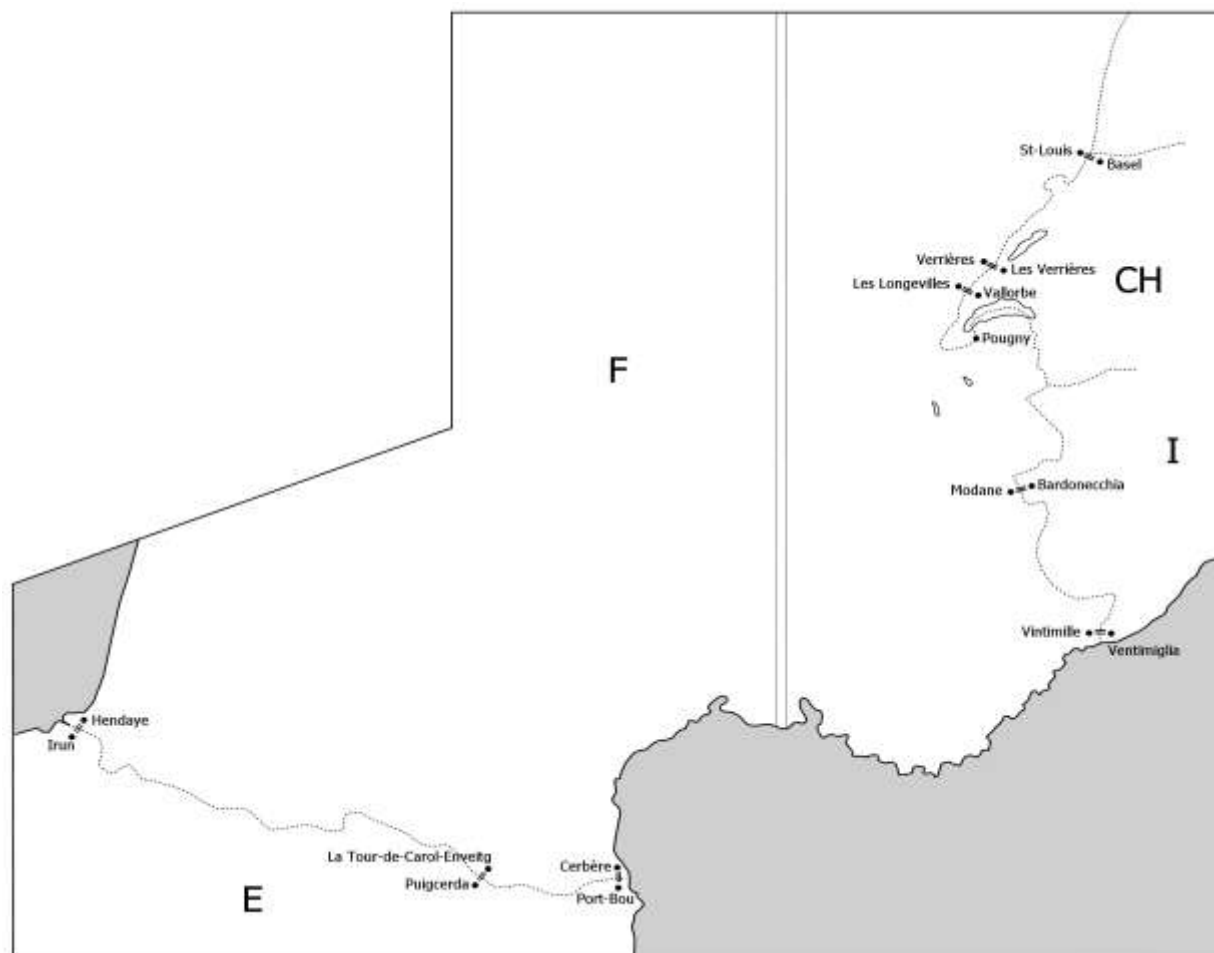 St-Louis
Basel
Verrières
Les Verrières
CH
Les Longevilles
Vallorbe
Pougny
F
I
Modane
Bardonecchia
Vintimille
Ventimiglia
Hendaye
Irun
La Tour-de-Carol-Enveitg
Puigcerda
Cerbère
Port-Bou
E